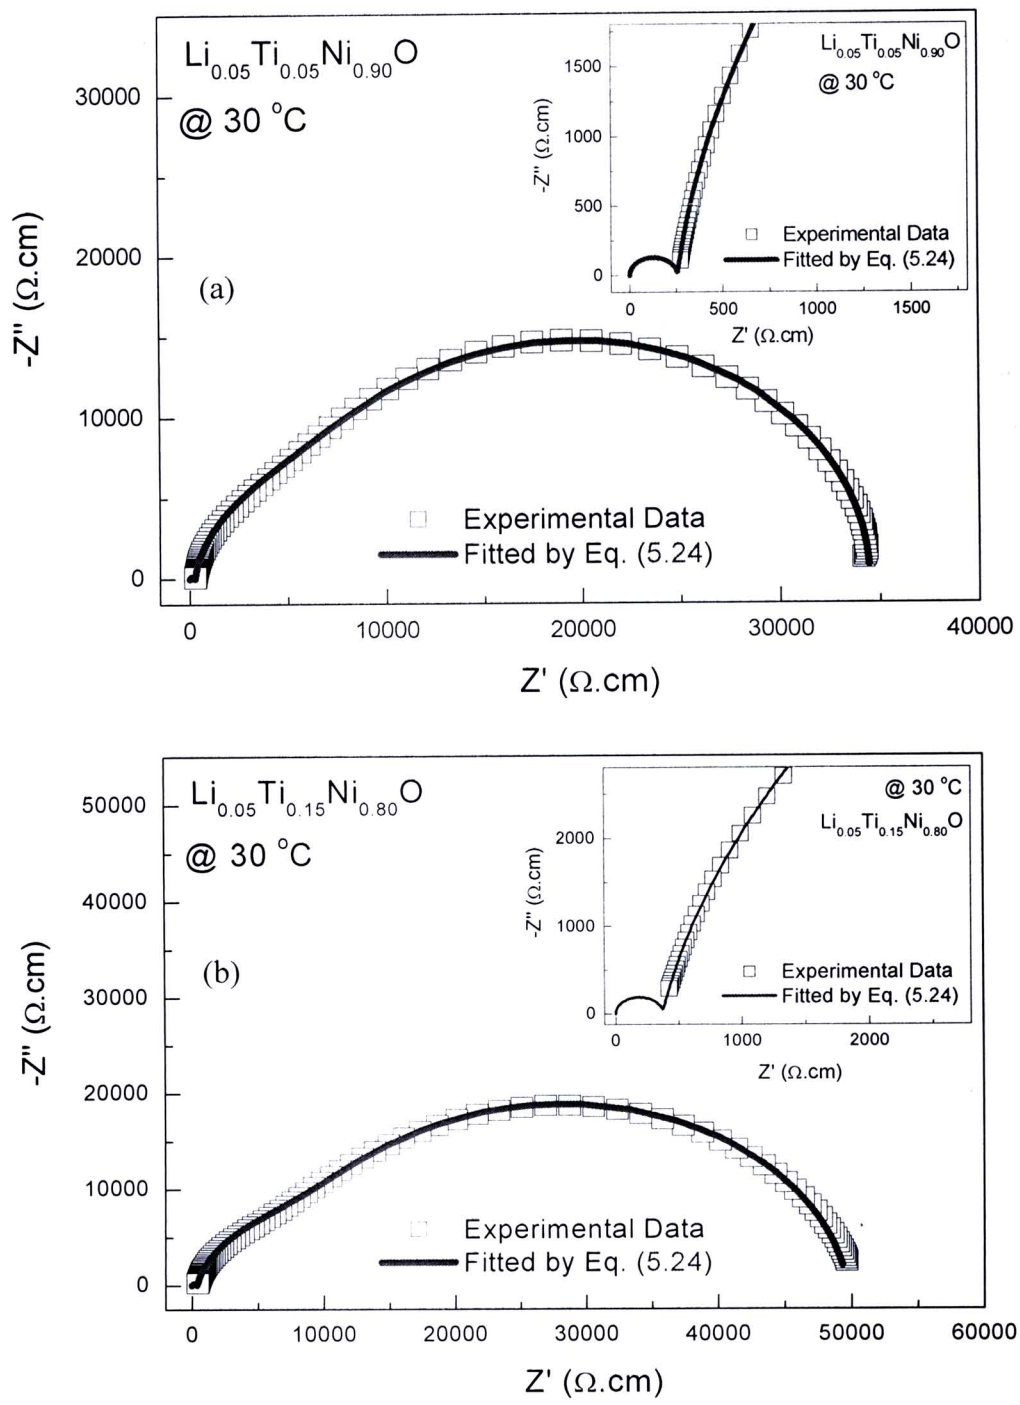 Li0.05Ti0.05Ni0.90O
@ 30 °C
(a)
-Z" (Ω.cm)
30000
20000
10000
0
0 10000 20000 30000 40000
Z' (Ω.cm)
Experimental Data
Fitted by Eq. (5.24)
Li0.05Ti0.05Ni0.90O
@ 30 °C
-Z" (Ω.cm)
1500
1000
500
0
Experimental Data
Fitted by Eq. (5.24)
0 500 1000 1500
Z' (Ω.cm)
Li0.05Ti0.15Ni0.80O
@ 30 °C
(b)
-Z" (Ω.cm)
50000
40000
30000
20000
10000
0
0 10000 20000 30000 40000 50000 60000
Z' (Ω.cm)
Experimental Data
Fitted by Eq. (5.24)
@ 30 °C
Li0.05Ti0.15Ni0.80O
-Z" (Ω.cm)
2000
1000
0
Experimental Data
Fitted by Eq. (5.24)
0 1000 2000
Z' (Ω.cm)